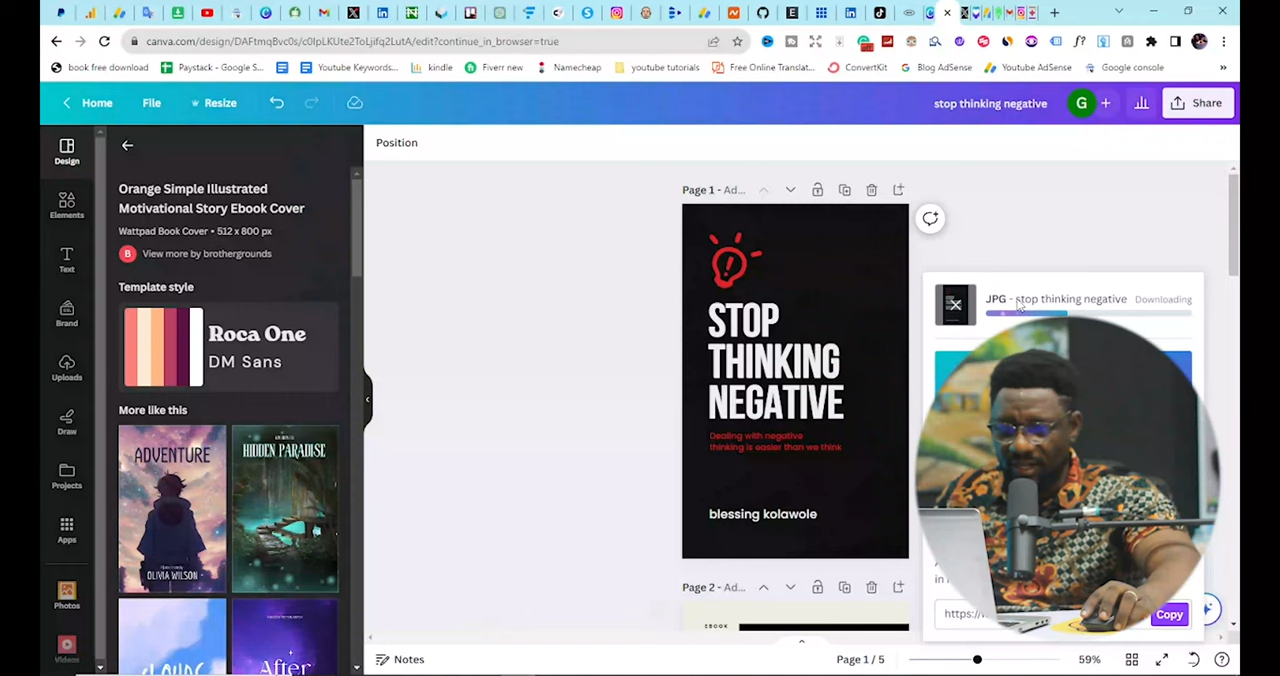 canva.com/design/DAFtmqBvc0s/c0IpLKUte2ToLjifq2LutA/edit?continue_in_browser=true
book free download
Paystack - Google S...
Youtube Keywords...
kindle
Fiverr new
Namecheap
youtube tutorials
Free Online Translat...
ConvertKit
Blog AdSense
Youtube AdSense
Google console
Home
File
Resize
stop thinking negative
G
Share
Position
Design
Elements
Text
Brand
Uploads
Draw
Projects
Apps
Photos
Videos
Orange Simple Illustrated
Motivational Story Ebook Cover
Wattpad Book Cover • 512 x 800 px
B
View more by brothergrounds
Template style
Roca One
DM Sans
More like this
ADVENTURE
OLIVIA WILSON
HIDDEN PARADISE
After
Page 1 - Ad...
STOP
THINKING
NEGATIVE
Dealing with negative
thinking is easier than we think
blessing kolawole
Page 2 - Ad...
EBOOK
JPG - stop thinking negative
Downloading
Copy
Notes
Page 1 / 5
59%